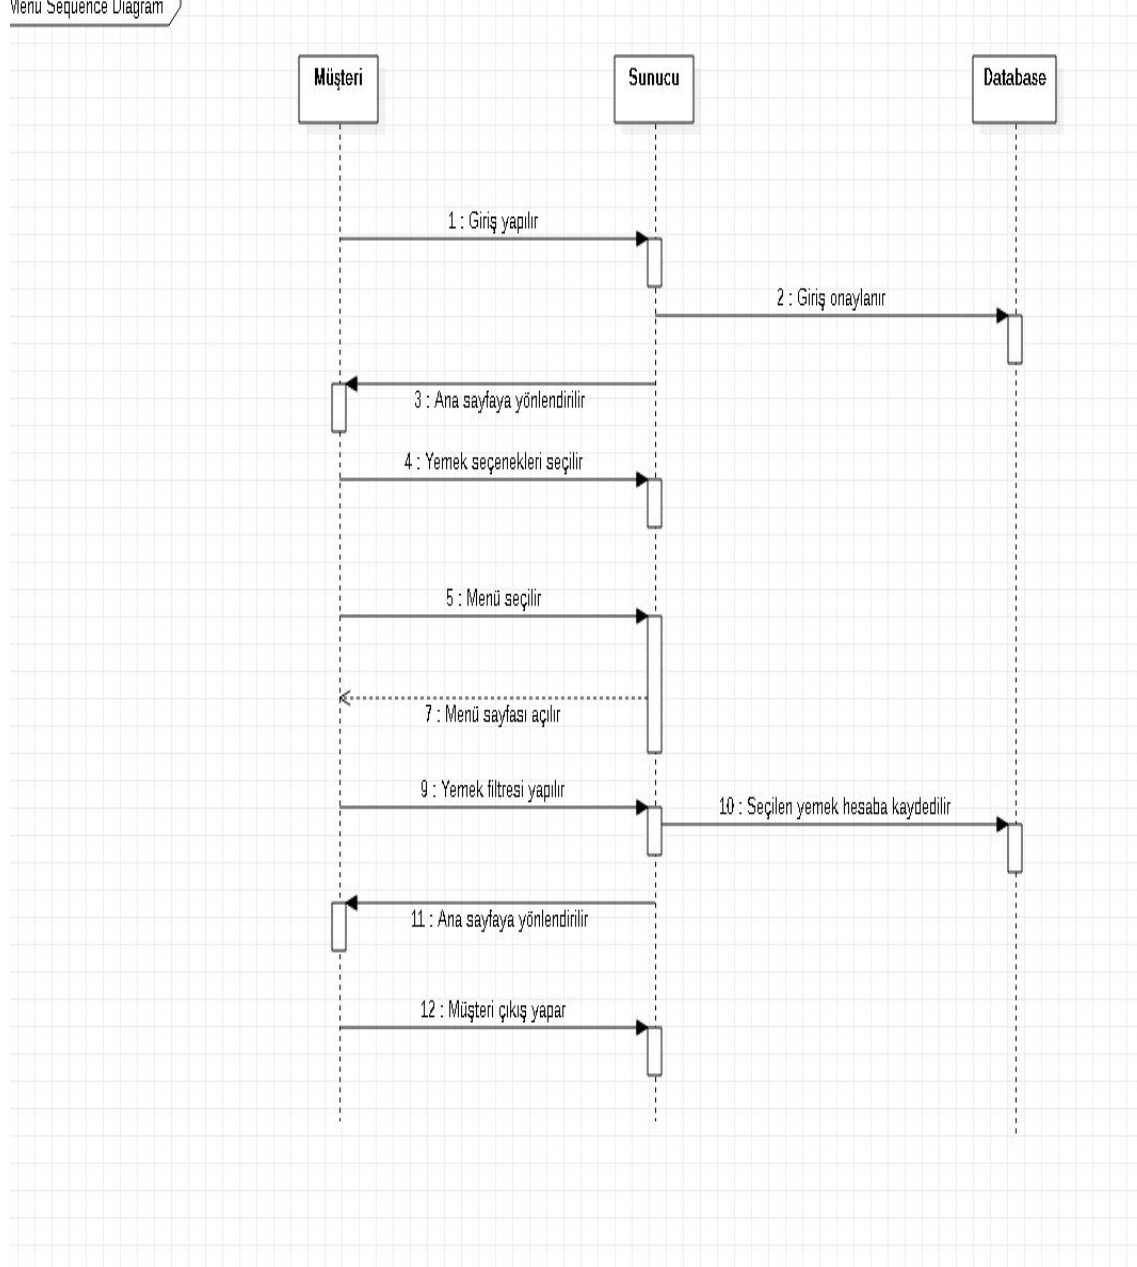 Menü Sequence Diagram
Müşteri
Sunucu
Database
1 : Giriş yapılır
2 : Giriş onaylanır
3 : Ana sayfaya yönlendirilir
4 : Yemek seçenekleri seçilir
5 : Menü seçilir
7 : Menü sayfası açılır
9 : Yemek filtresi yapılır
10 : Seçilen yemek hesaba kaydedilir
11 : Ana sayfaya yönlendirilir
12 : Müşteri çıkış yapar